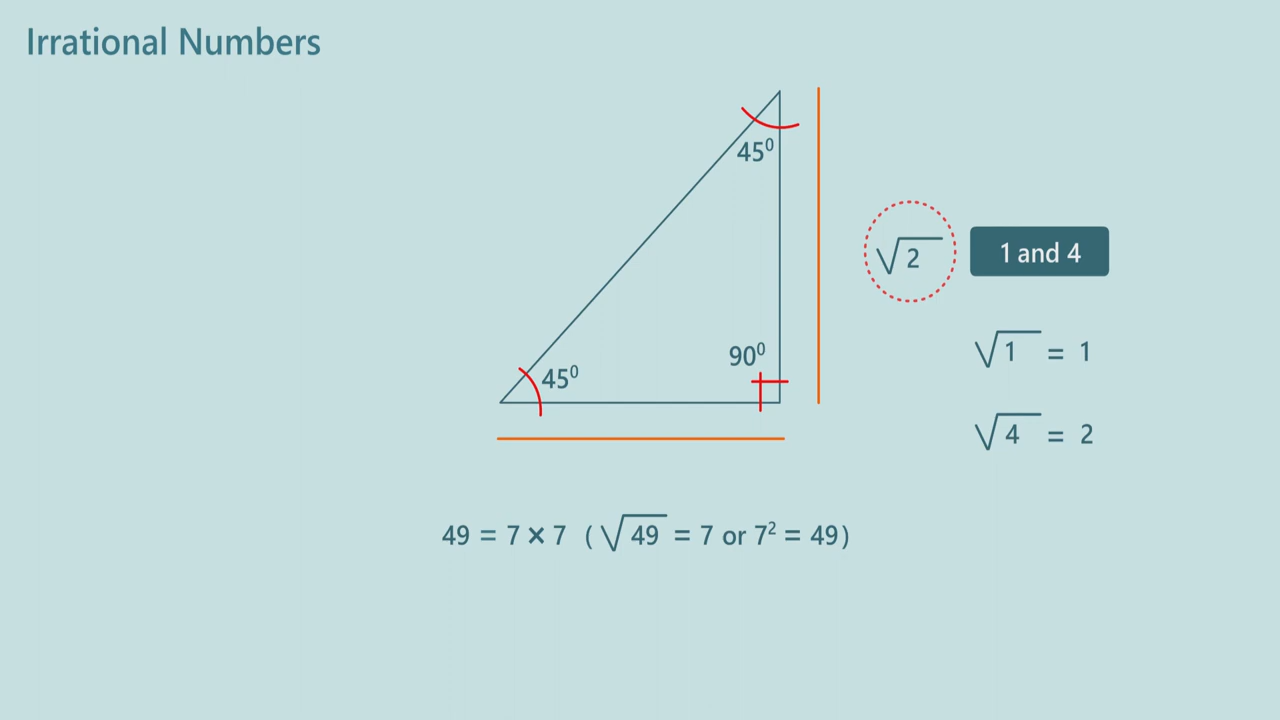 Irrational Numbers
45⁰
√2
1 and 4
90⁰
√1 = 1
45⁰
√4 = 2
49 = 7 × 7 (√49 = 7 or 7² = 49)